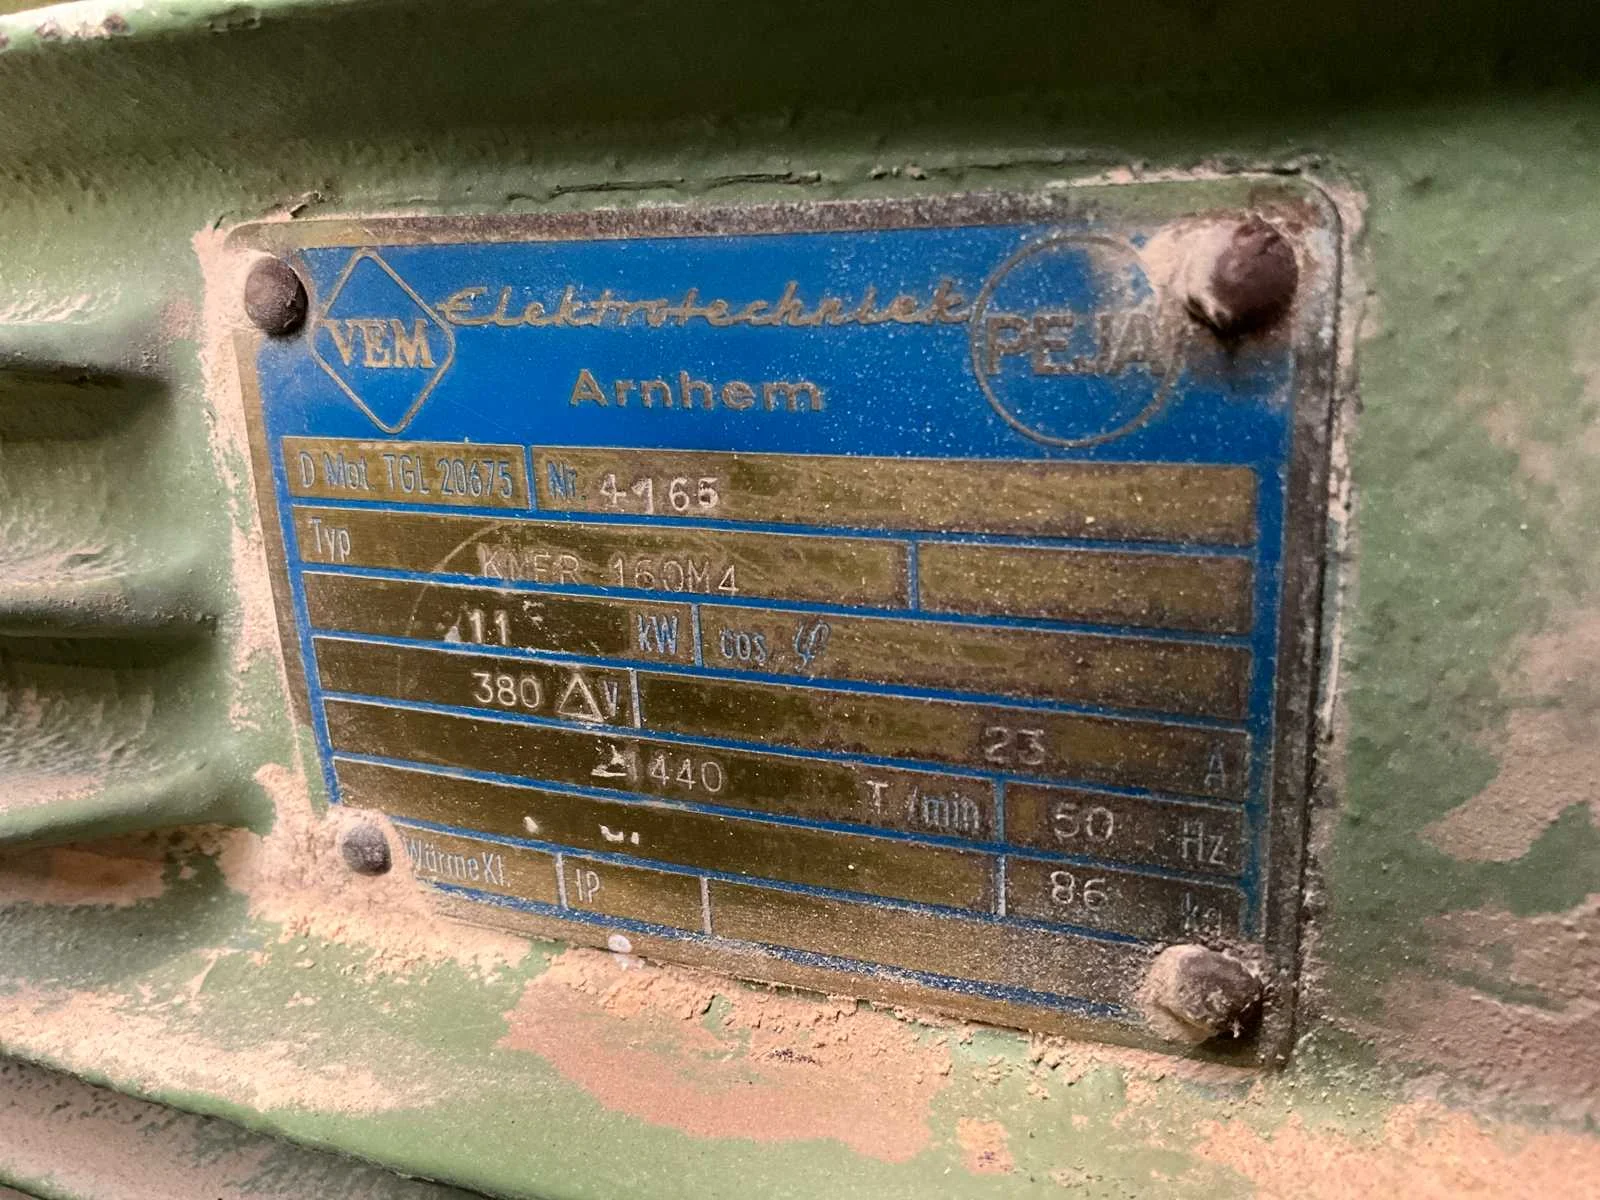 VEM Elektrotechniek PEJA
Arnhem
D Mot. TGL 20675 Nr. 4165
Typ KMER 160M4
11 kW cos. φ
380 △ V 23 A
1440 T/min 50 Hz
86 kg
Wärme Kl. IP